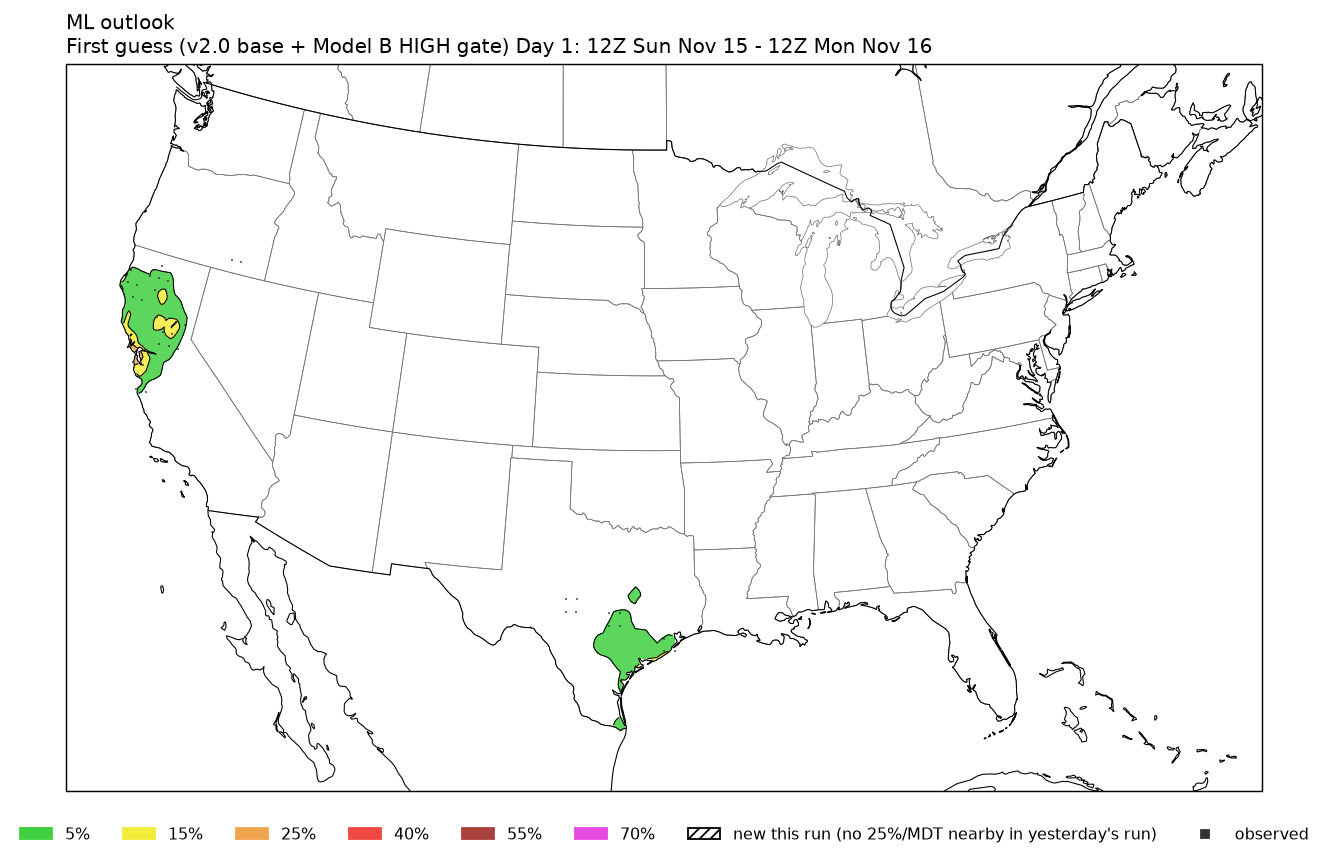 ML outlook
First guess (v2.0 base + Model B HIGH gate) Day 1: 12Z Sun Nov 15 - 12Z Mon Nov 16
5% 15% 25% 40% 55% 70% new this run (no 25%/MDT nearby in yesterday's run) observed